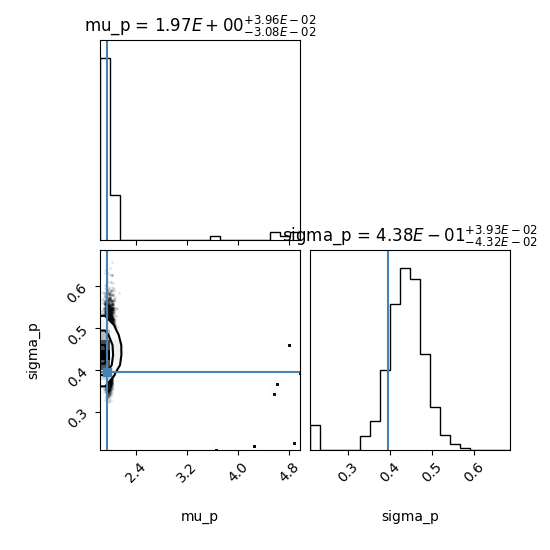 mu_p = 1.97E + 00 +3.96E − 02 −3.08E − 02
sigma_p = 4.38E − 01 +3.93E − 02 −4.32E − 02
0.6
0.5
0.4
0.3
sigma_p
2.4 3.2 4.0 4.8
0.3 0.4 0.5 0.6
mu_p
sigma_p